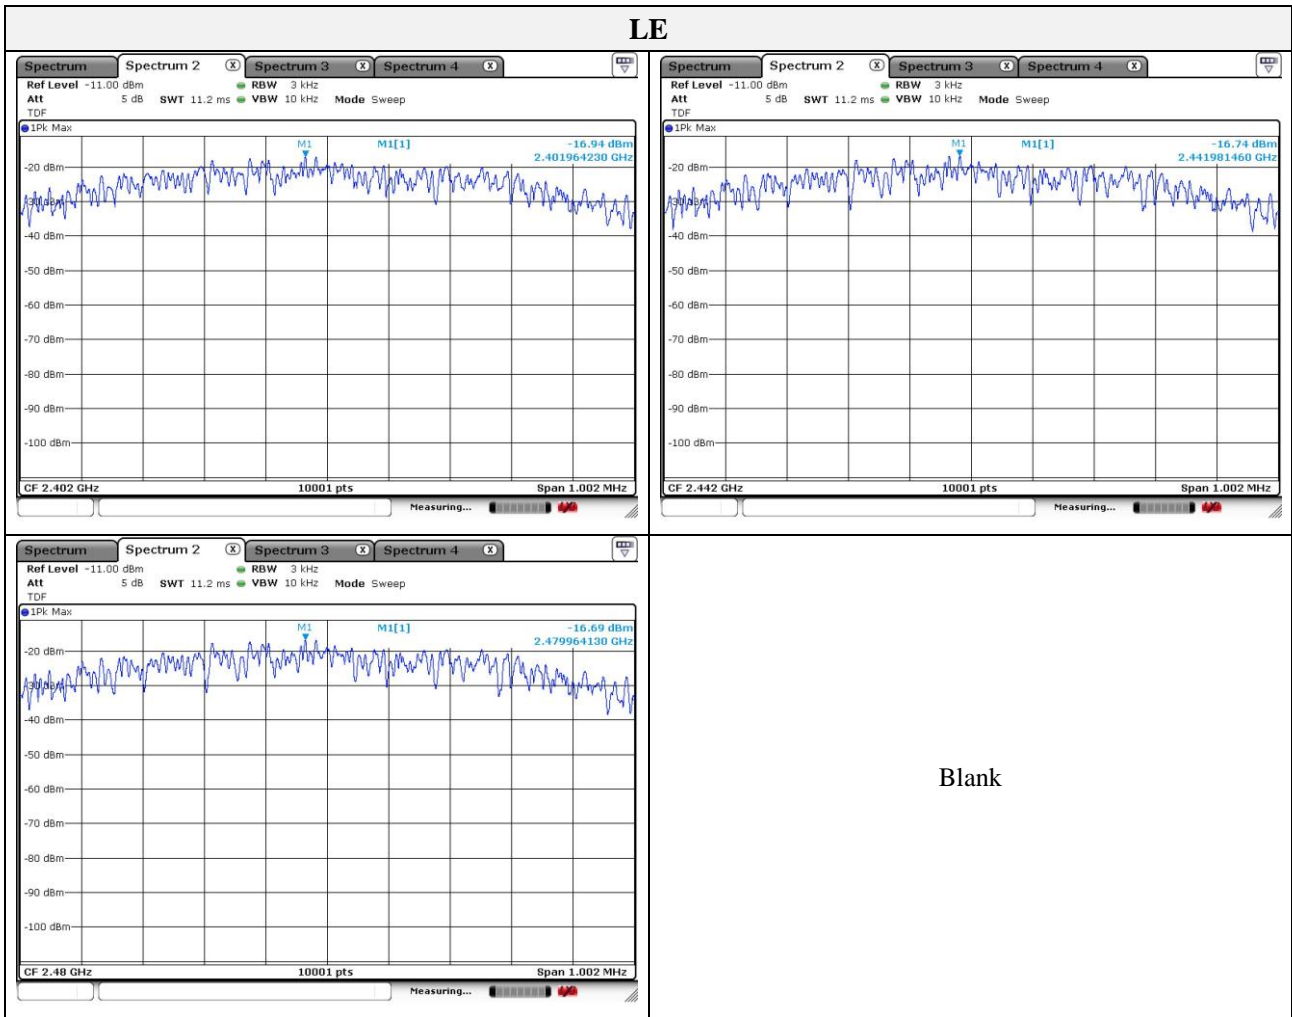 LE
Spectrum Spectrum 2 X Spectrum 3 X Spectrum 4 X
Ref Level -11.00 dBm RBW 3 kHz
Att 5 dB SWT 11.2 ms VBW 10 kHz Mode Sweep
TDF
1Pk Max
M1 M1[1] -16.94 dBm
2.401964230 GHz
-20 dBm
-30 dBm
-40 dBm
-50 dBm
-60 dBm
-70 dBm
-80 dBm
-90 dBm
-100 dBm
CF 2.402 GHz 10001 pts Span 1.002 MHz
Measuring...
Spectrum Spectrum 2 X Spectrum 3 X Spectrum 4 X
Ref Level -11.00 dBm RBW 3 kHz
Att 5 dB SWT 11.2 ms VBW 10 kHz Mode Sweep
TDF
1Pk Max
M1 M1[1] -16.74 dBm
2.441981460 GHz
-20 dBm
-30 dBm
-40 dBm
-50 dBm
-60 dBm
-70 dBm
-80 dBm
-90 dBm
-100 dBm
CF 2.442 GHz 10001 pts Span 1.002 MHz
Measuring...
Spectrum Spectrum 2 X Spectrum 3 X Spectrum 4 X
Ref Level -11.00 dBm RBW 3 kHz
Att 5 dB SWT 11.2 ms VBW 10 kHz Mode Sweep
TDF
1Pk Max
M1 M1[1] -16.69 dBm
2.479964130 GHz
-20 dBm
-30 dBm
-40 dBm
-50 dBm
-60 dBm
-70 dBm
-80 dBm
-90 dBm
-100 dBm
CF 2.48 GHz 10001 pts Span 1.002 MHz
Measuring...
Blank